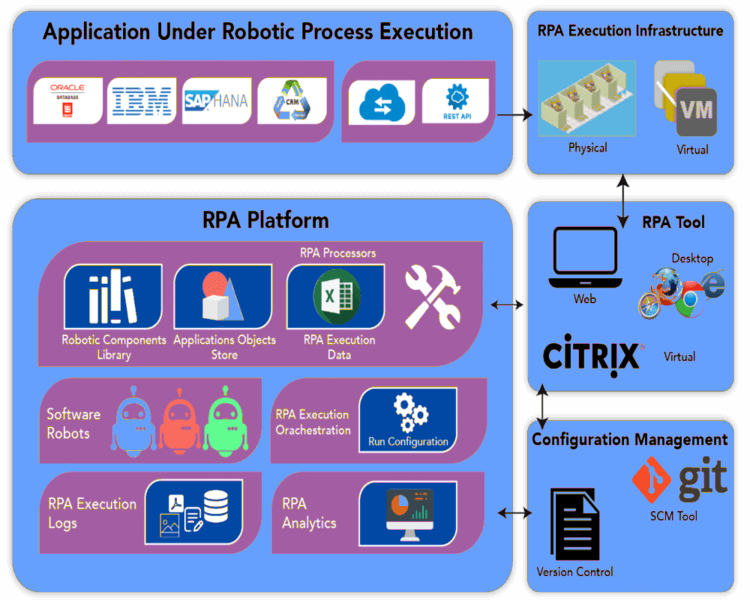 Application Under Robotic Process Execution
ORACLE
DATABASE
IBM
SAP HANA
CRM
REST API
RPA Execution Infrastructure
Physical
VM
Virtual
RPA Platform
RPA Processors
Robotic Components
Library
Applications Objects
Store
X
RPA Execution
Data
RPA Tool
Web
Desktop
CİTRIX
Virtual
Software
Robots
RPA Execution
Orachestration
Run Configuration
RPA Execution
Logs
RPA
Analytics
Configuration Management
git
SCM Tool
Version Control